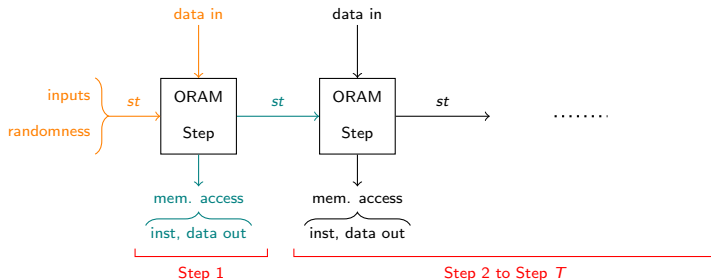 data in
data in
inputs
randomness
st
ORAM
Step
st
ORAM
Step
st
........
mem. access
inst, data out
mem. access
inst, data out
Step 1
Step 2 to Step T